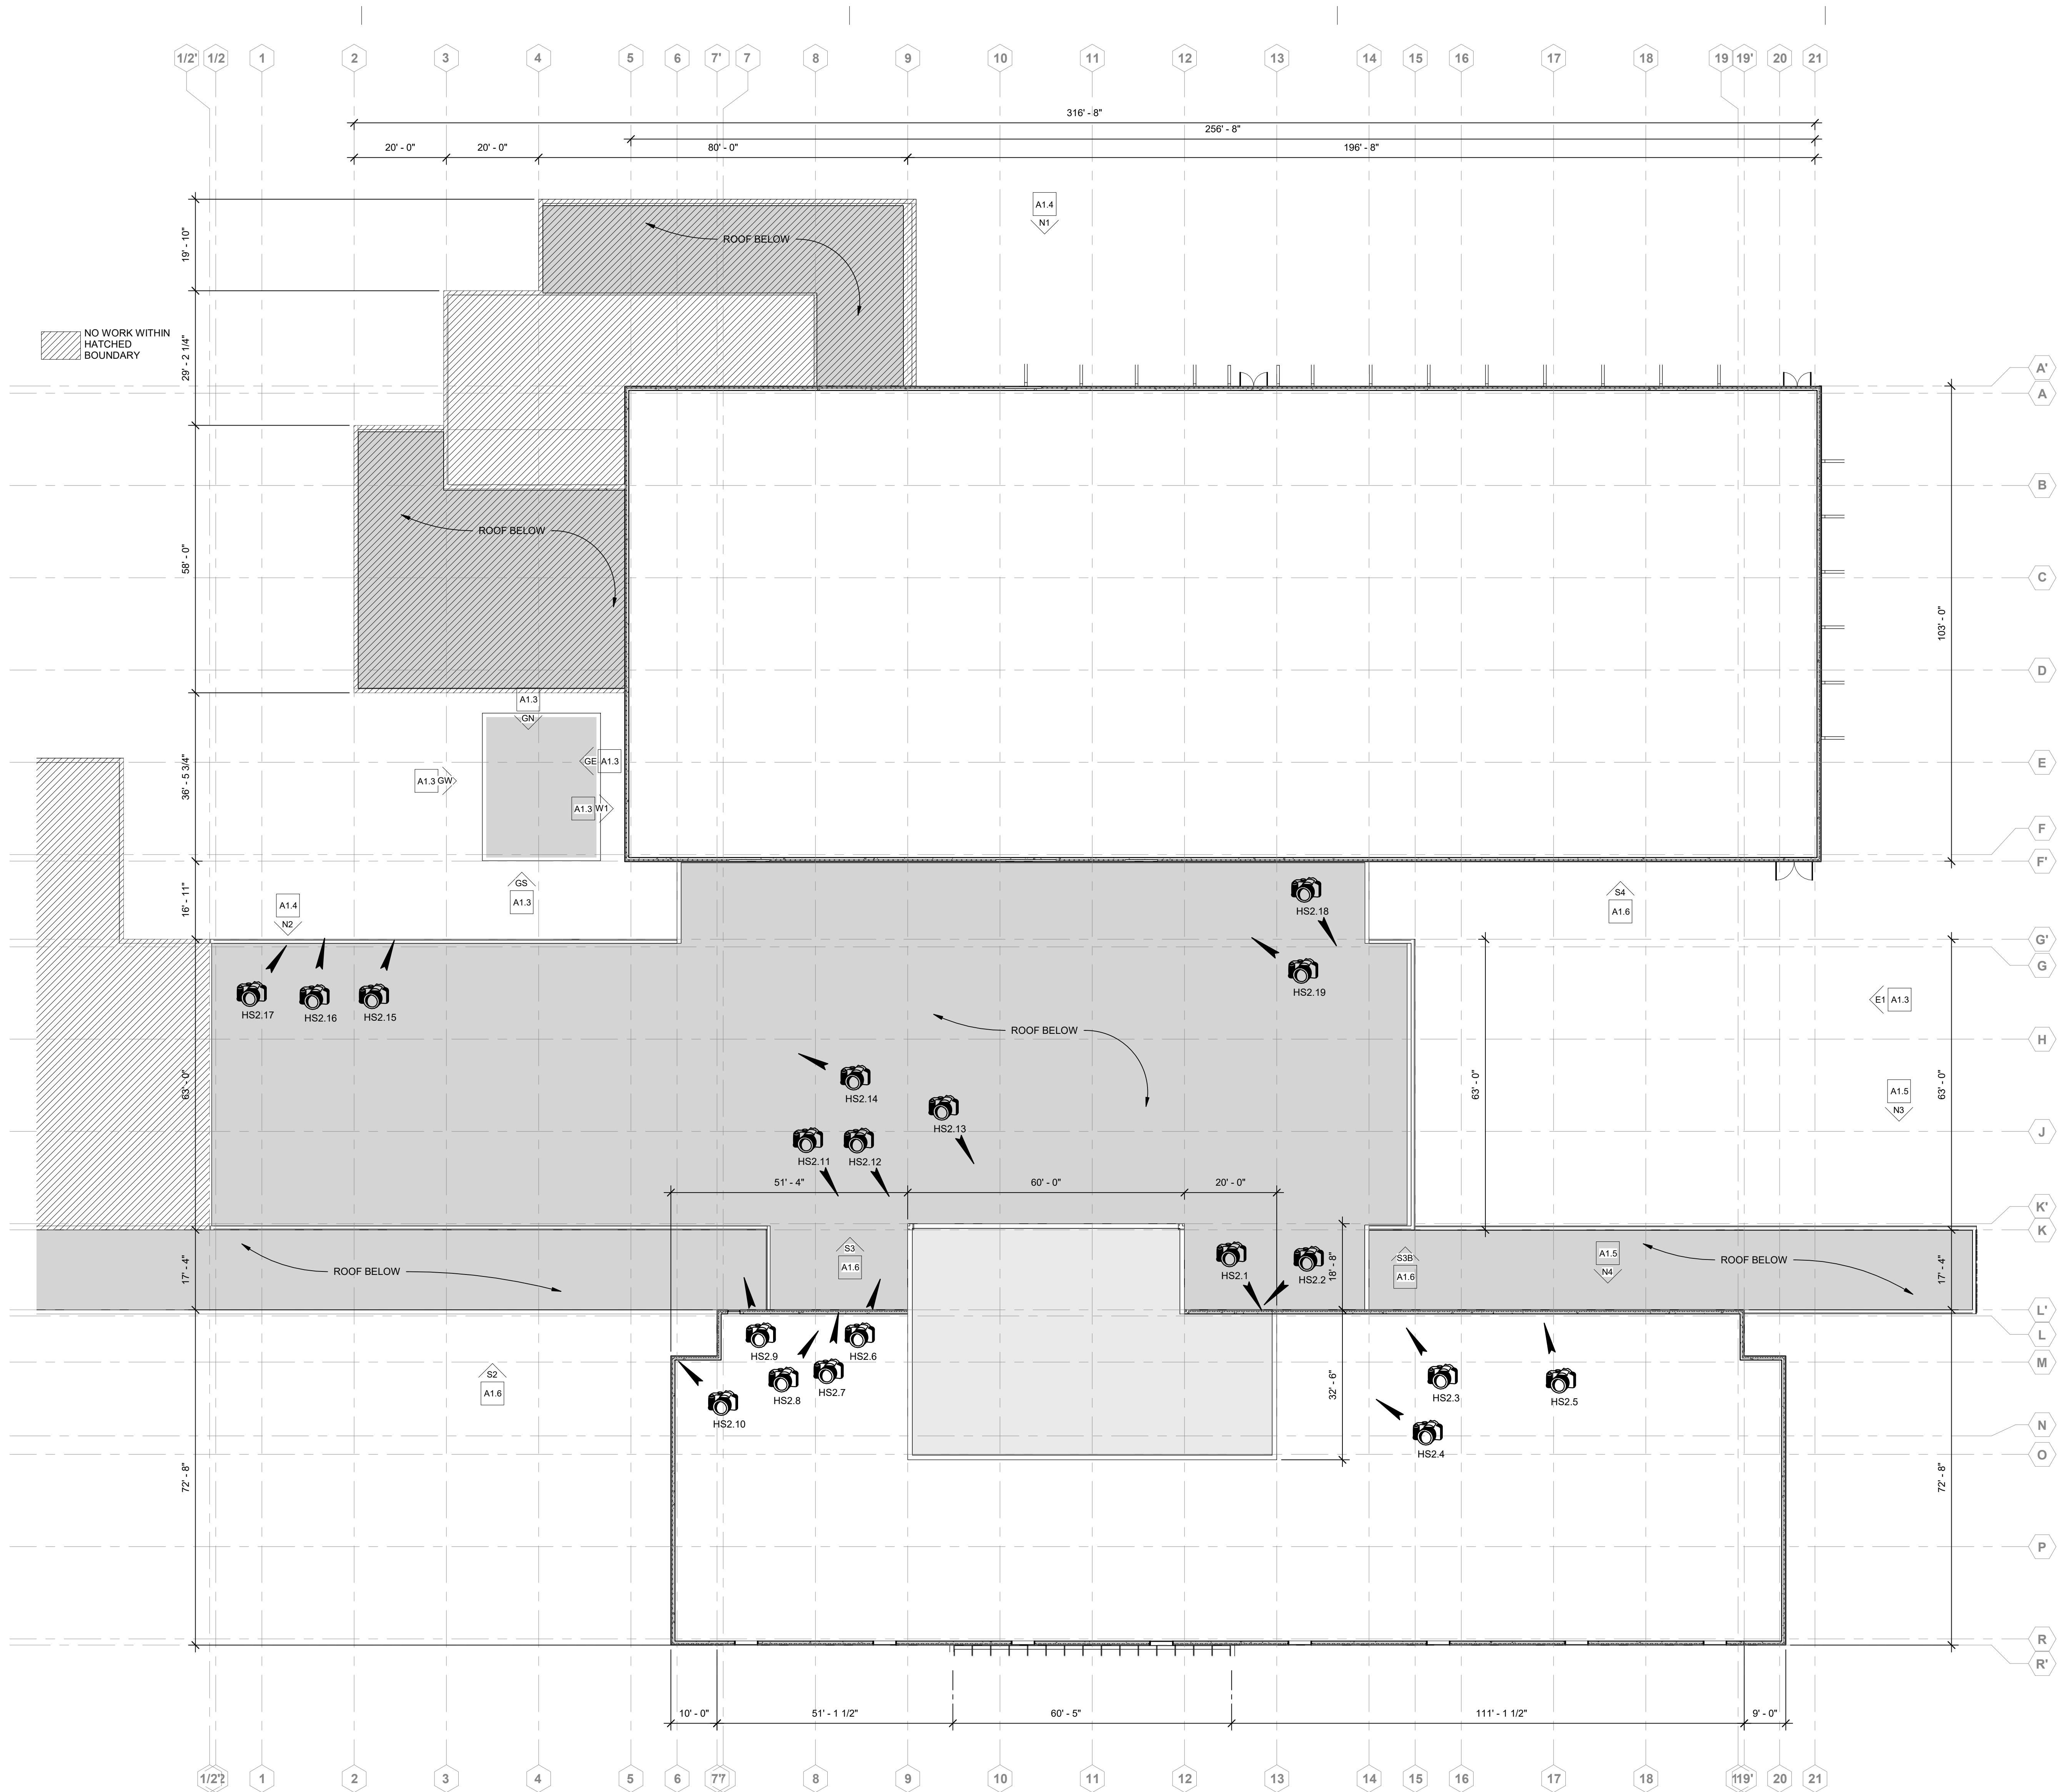 1/2' 1/2 1 2 3 4 5 6 7' 7 8 9 10 11 12 13 14 15 16 17 18 19 19' 20 21
316' - 8"
256' - 8"
20' - 0" 20' - 0" 80' - 0" 196' - 8"
A1.4
N1
19' - 10"
ROOF BELOW
NO WORK WITHIN
HATCHED
BOUNDARY
29' - 2 1/4"
A'
A
B
ROOF BELOW
58' - 0"
C
103' - 0"
D
A1.3
GN
36' - 5 3/4"
GE A1.3
A1.3 GW
A1.3 W1
E
F
F'
GS
A1.3
A1.4
N2
16' - 11"
HS2.18
S4
A1.6
G'
G
HS2.19
HS2.17
HS2.16
HS2.15
E1 A1.3
ROOF BELOW
H
63' - 0"
63' - 0"
63' - 0"
HS2.14
HS2.13
A1.5
N3
J
HS2.11
HS2.12
51' - 4" 60' - 0" 20' - 0"
K'
K
S3
A1.6
HS2.1
HS2.2
18' - 8"
S3B
A1.6
A1.5
N4
ROOF BELOW
ROOF BELOW
17' - 4"
17' - 4"
L'
L
HS2.9
HS2.6
HS2.8
HS2.7
HS2.10
S2
A1.6
M
32' - 6"
HS2.3
HS2.5
HS2.4
N
O
72' - 8"
72' - 8"
P
R
R'
10' - 0" 51' - 1 1/2" 60' - 5" 111' - 1 1/2" 9' - 0"
1 2 3 4 5 6 8 9 10 11 12 13 14 15 16 17 18 20 21